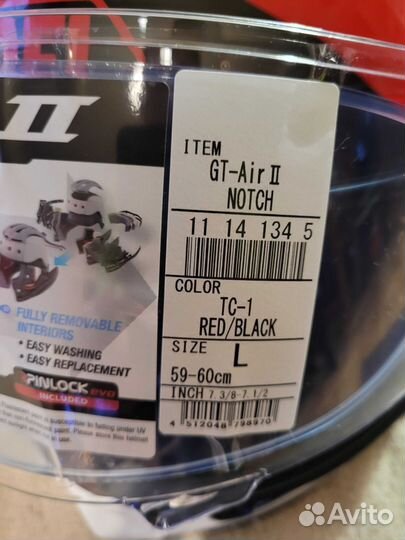 II
ITEM
GT-Air II
NOTCH
11 14 134 5
COLOR
TC-1
RED/BLACK
SIZE L
59-60cm
INCH 7.3/8-7.1/2
4 512048 798970
FULLY REMOVABLE
INTERIORS
• EASY WASHING
• EASY REPLACEMENT
PINLOCK evo
INCLUDED
Avito